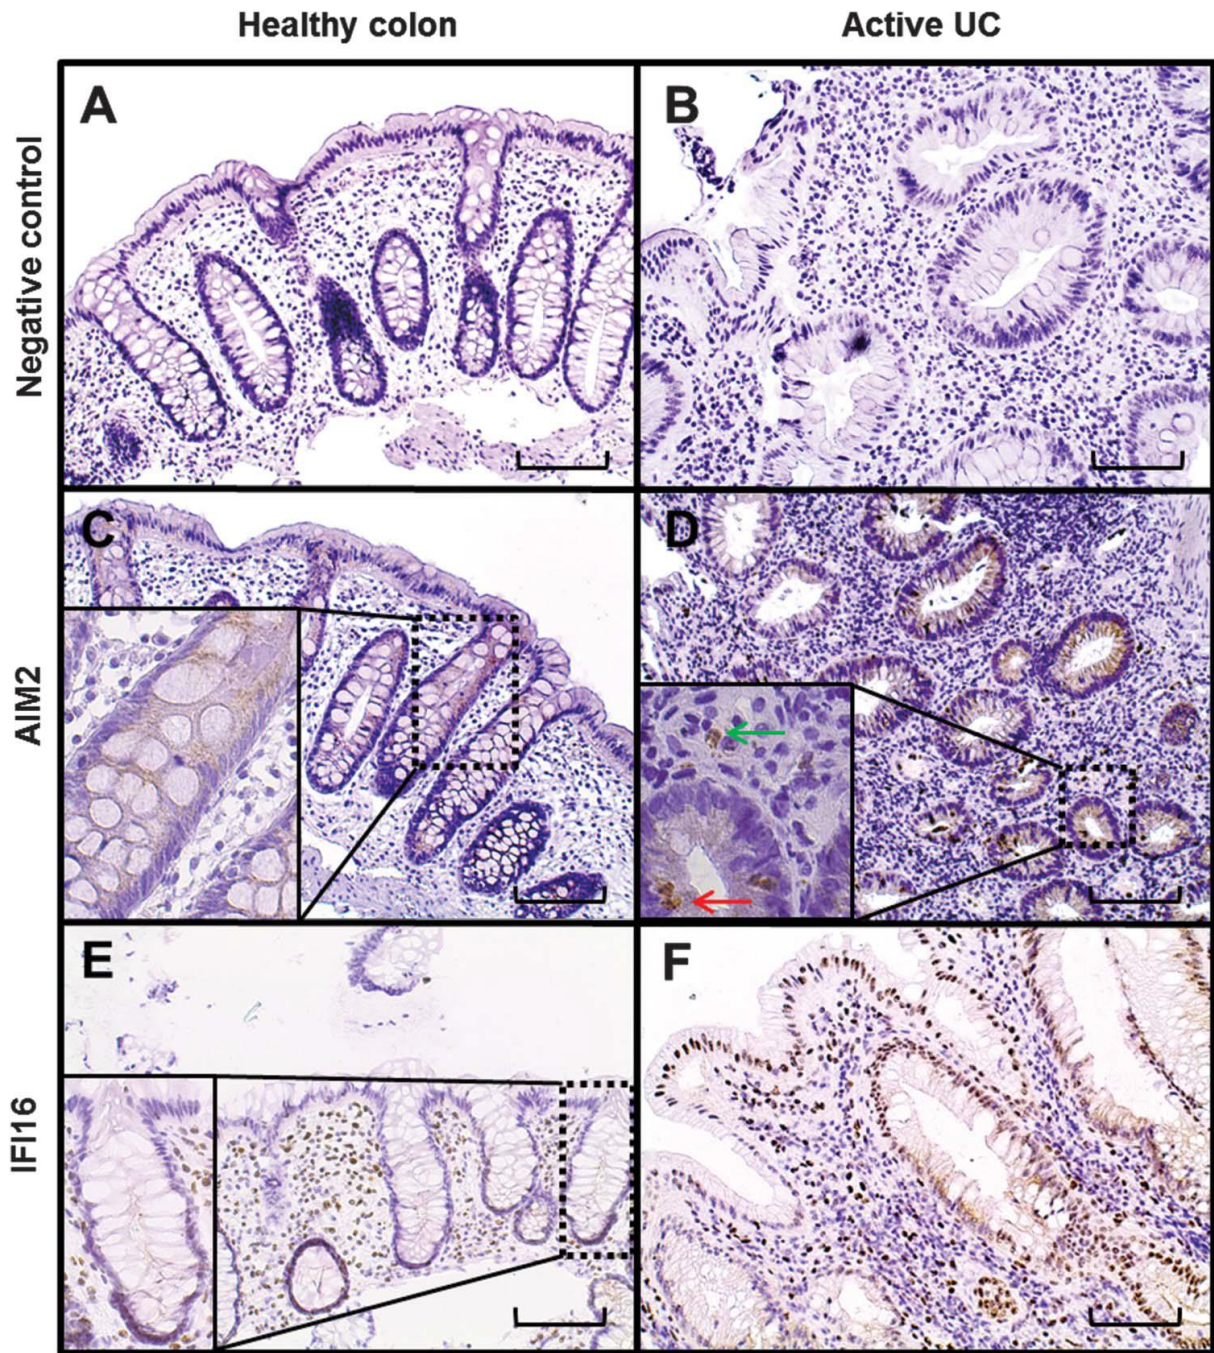 Healthy colon
Active UC
Negative control
A
B
AIM2
C
D
IFI16
E
F